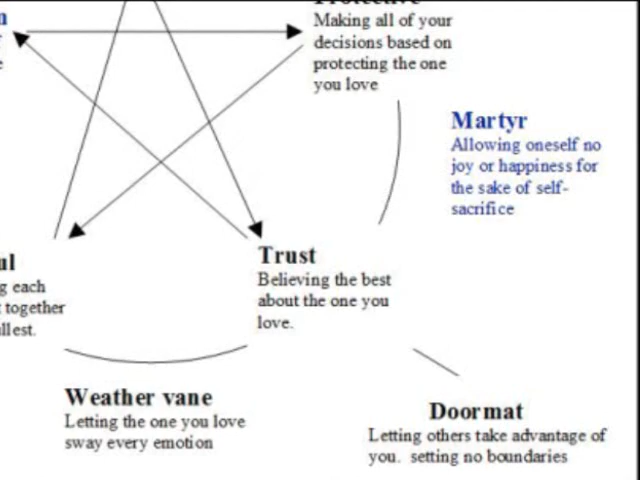 Protective
Making all of your
decisions based on
protecting the one
you love
Martyr
Allowing oneself no
joy or happiness for
the sake of self-
sacrifice
Trust
Believing the best
about the one you
love.
g each
together
Weather vane
Letting the one you love
sway every emotion
Doormat
Letting others take advantage of
you. setting no boundaries